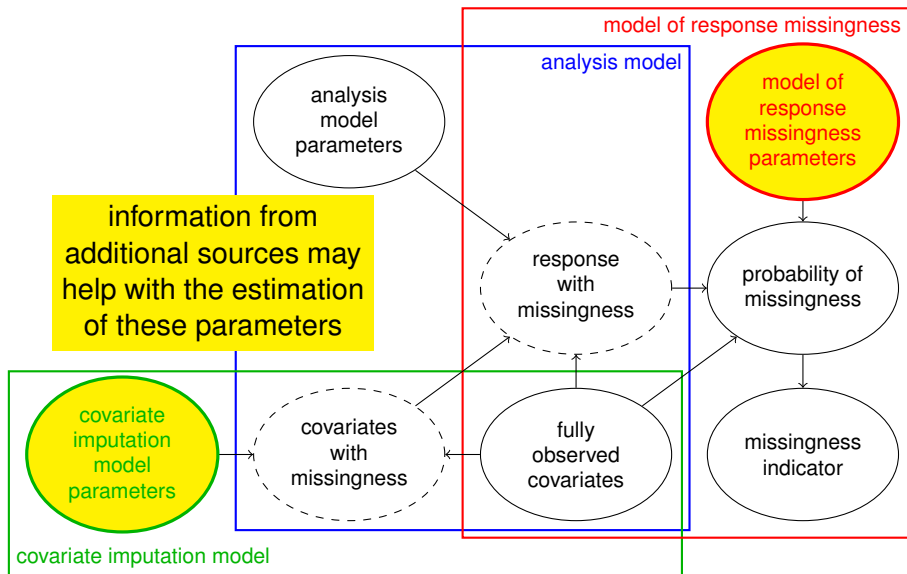 model of response missingness
analysis model
analysis
model
parameters
model of
response
missingness
parameters
information from
additional sources may
help with the estimation
of these parameters
response
with
missingness
probability of
missingness
covariate
imputation
model
parameters
covariates
with
missingness
fully
observed
covariates
missingness
indicator
covariate imputation model